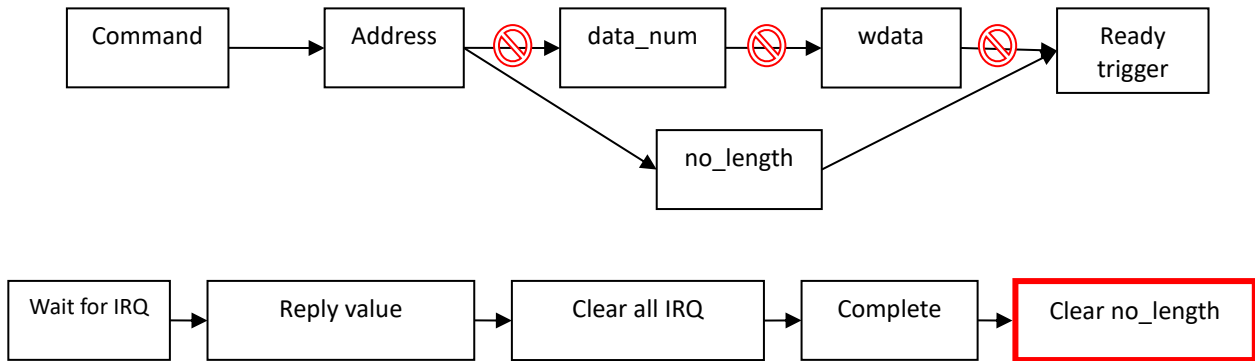 Command
Address
data_num
wdata
Ready
trigger
no_length
Wait for IRQ
Reply value
Clear all IRQ
Complete
Clear no_length